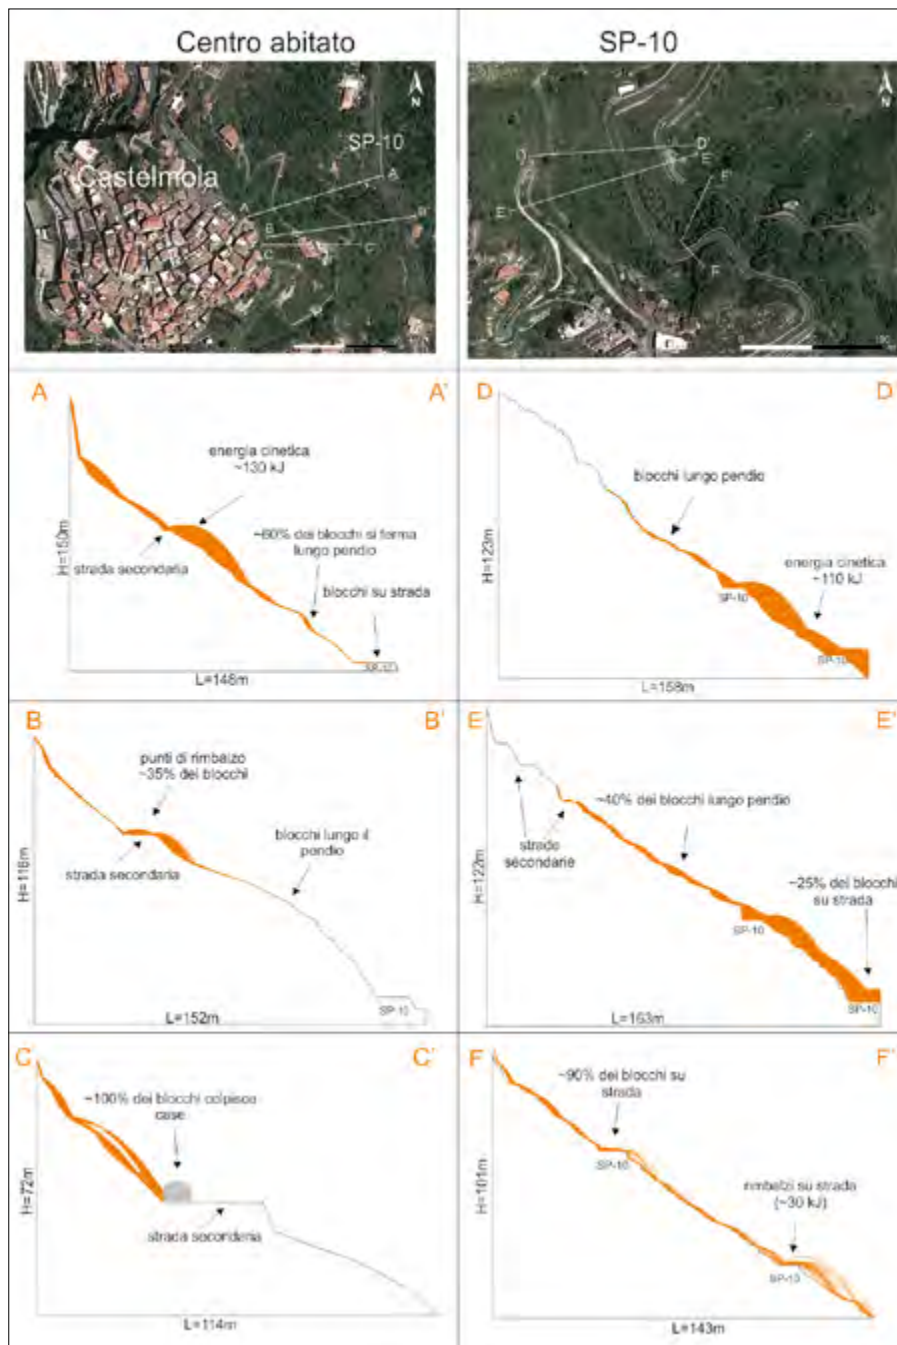 Centro abitato
SP-10
N
SP-10
Castelmola
A
A'
B
B'
C
C'
N
D
D'
E'
E
F'
F
A
A'
energia cinetica
~130 kJ
~60% dei blocchi si ferma
lungo pendio
strada secondaria
blocchi su strada
SP-10
H=150m
L=148m
D
D'
blocchi lungo pendio
energia cinetica
~110 kJ
SP-10
SP-10
H=123m
L=158m
B
B'
punti di rimbalzo
~35% dei blocchi
blocchi lungo il
pendio
strada secondaria
SP-10
H=116m
L=152m
E
E'
~40% dei blocchi lungo pendio
strade
secondarie
~25% dei blocchi
su strada
SP-10
SP-10
H=122m
L=163m
C
C'
~100% dei blocchi colpisce
case
strada secondaria
H=72m
L=114m
F
F'
~90% dei blocchi su
strada
SP-10
rimbalzi su strada
(~30 kJ)
SP-10
H=101m
L=143m